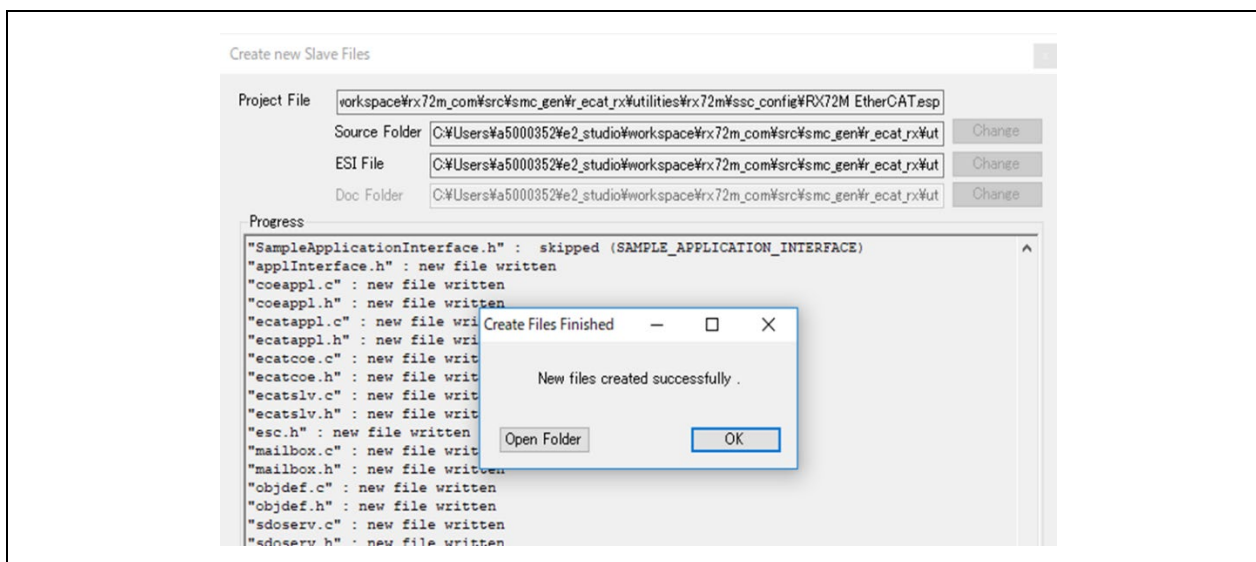 Create new Slave Files
Project File
workspace¥rx72m_com¥src¥smc_gen¥r_ecat_rx¥utilities¥rx72m¥ssc_config¥RX72M EtherCAT.esp
Source Folder C:¥Users¥a5000352¥e2_studio¥workspace¥rx72m_com¥src¥smc_gen¥r_ecat_rx¥ut Change
ESI File C:¥Users¥a5000352¥e2_studio¥workspace¥rx72m_com¥src¥smc_gen¥r_ecat_rx¥ut Change
Doc Folder C:¥Users¥a5000352¥e2_studio¥workspace¥rx72m_com¥src¥smc_gen¥r_ecat_rx¥ut Change
Progress
"SampleApplicationInterface.h" : skipped (SAMPLE_APPLICATION_INTERFACE)
"applInterface.h" : new file written
"coeappl.c" : new file written
"coeappl.h" : new file written
"ecatappl.c" : new file wri
"ecatappl.h" : new file wri
"ecatcoe.c" : new file writ
"ecatcoe.h" : new file writ
"ecatslv.c" : new file writ
"ecatslv.h" : new file writ
"esc.h" : new file written
"mailbox.c" : new file writ
"mailbox.h" : new file written
"objdef.c" : new file written
"objdef.h" : new file written
"sdoserv.c" : new file written
"sdoserv.h" : new file written
Create Files Finished
New files created successfully .
Open Folder
OK